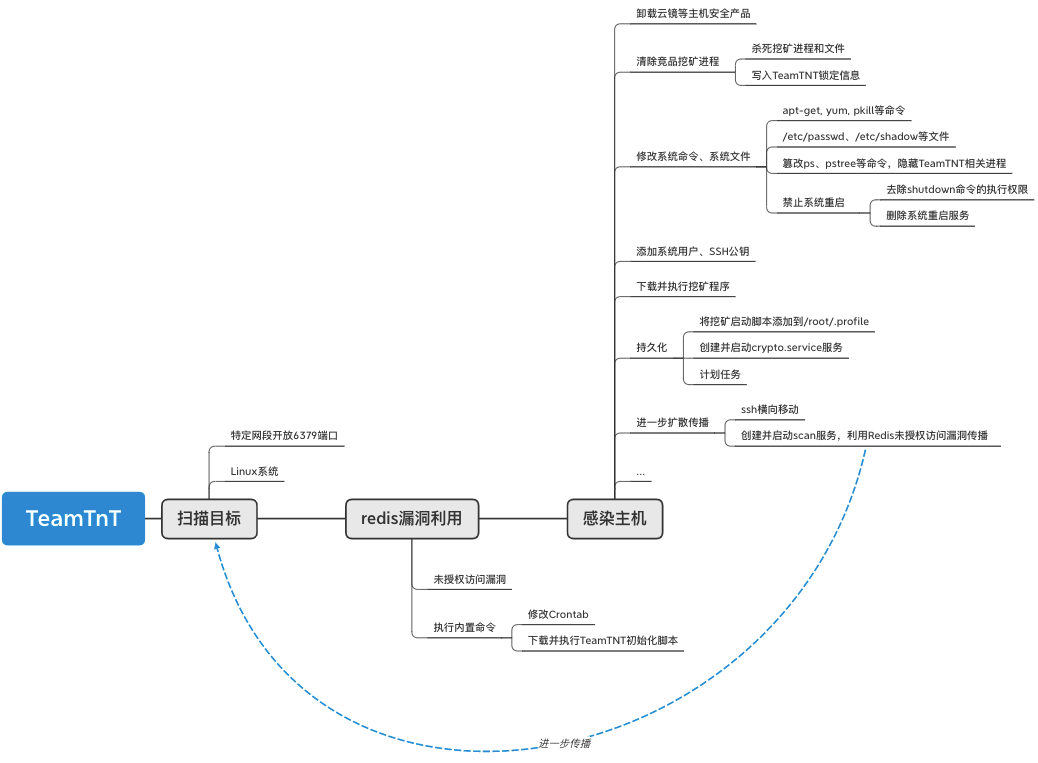 卸载云镜等主机安全产品
清除竞品挖矿进程
杀死挖矿进程和文件
写入TeamTNT锁定信息
修改系统命令、系统文件
apt-get, yum, pkill等命令
/etc/passwd、/etc/shadow等文件
篡改ps、pstree等命令，隐藏TeamTNT相关进程
禁止系统重启
去除shutdown命令的执行权限
删除系统重启服务
添加系统用户、SSH公钥
下载并执行挖矿程序
持久化
将挖矿启动脚本添加到/root/.profile
创建并启动crypto.service服务
计划任务
进一步扩散传播
ssh横向移动
创建并启动scan服务，利用Redis未授权访问漏洞传播
...
特定网段开放6379端口
Linux系统
TeamTnT
扫描目标
redis漏洞利用
感染主机
未授权访问漏洞
执行内置命令
修改Crontab
下载并执行TeamTNT初始化脚本
进一步传播